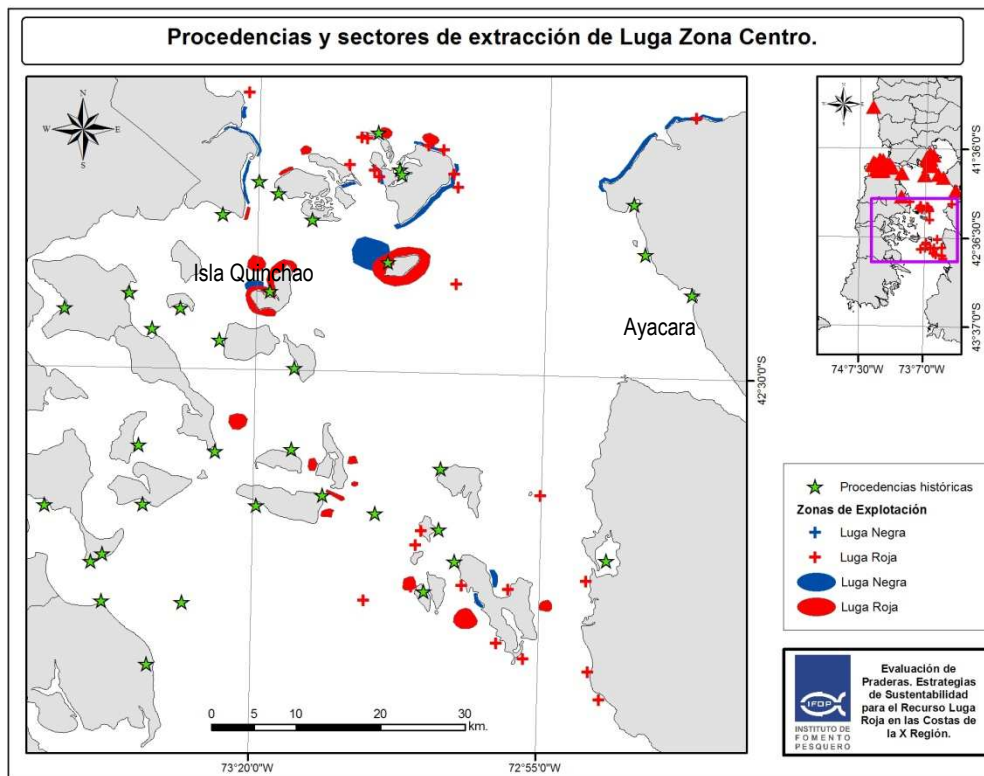 Procedencias y sectores de extracción de Luga Zona Centro.
N
W
E
S
Isla Quinchao
Ayacara
42°30'0"S
0
5
10
20
30
km.
73°20'0"W
72°55'0"W
41°36'0"S
42°36'30"S
43°37'0"S
74°7'30"W
73°7'0"W
Procedencias históricas
Zonas de Explotación
Luga Negra
Luga Roja
Luga Negra
Luga Roja
IFOP
INSTITUTO DE
FOMENTO
PESQUERO
Evaluación de
Praderas. Estrategias
de Sustentabilidad
para el Recurso Luga
Roja en las Costas de
la X Región.